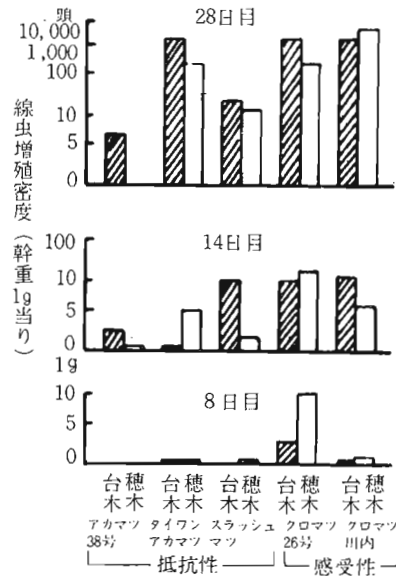 頭
28日目
10,000
1,000
100
10
5
0
線虫増殖密度(幹重1g当り)
14日目
100
10
5
0
1g
8日目
10
5
0
台木 穂木 台木 穂木 台木 穂木 台木 穂木 台木 穂木
アカマツ タイワン スラッシュ クロマツ クロマツ
38号 アカマツ マツ 26号 川内
抵抗性 感受性